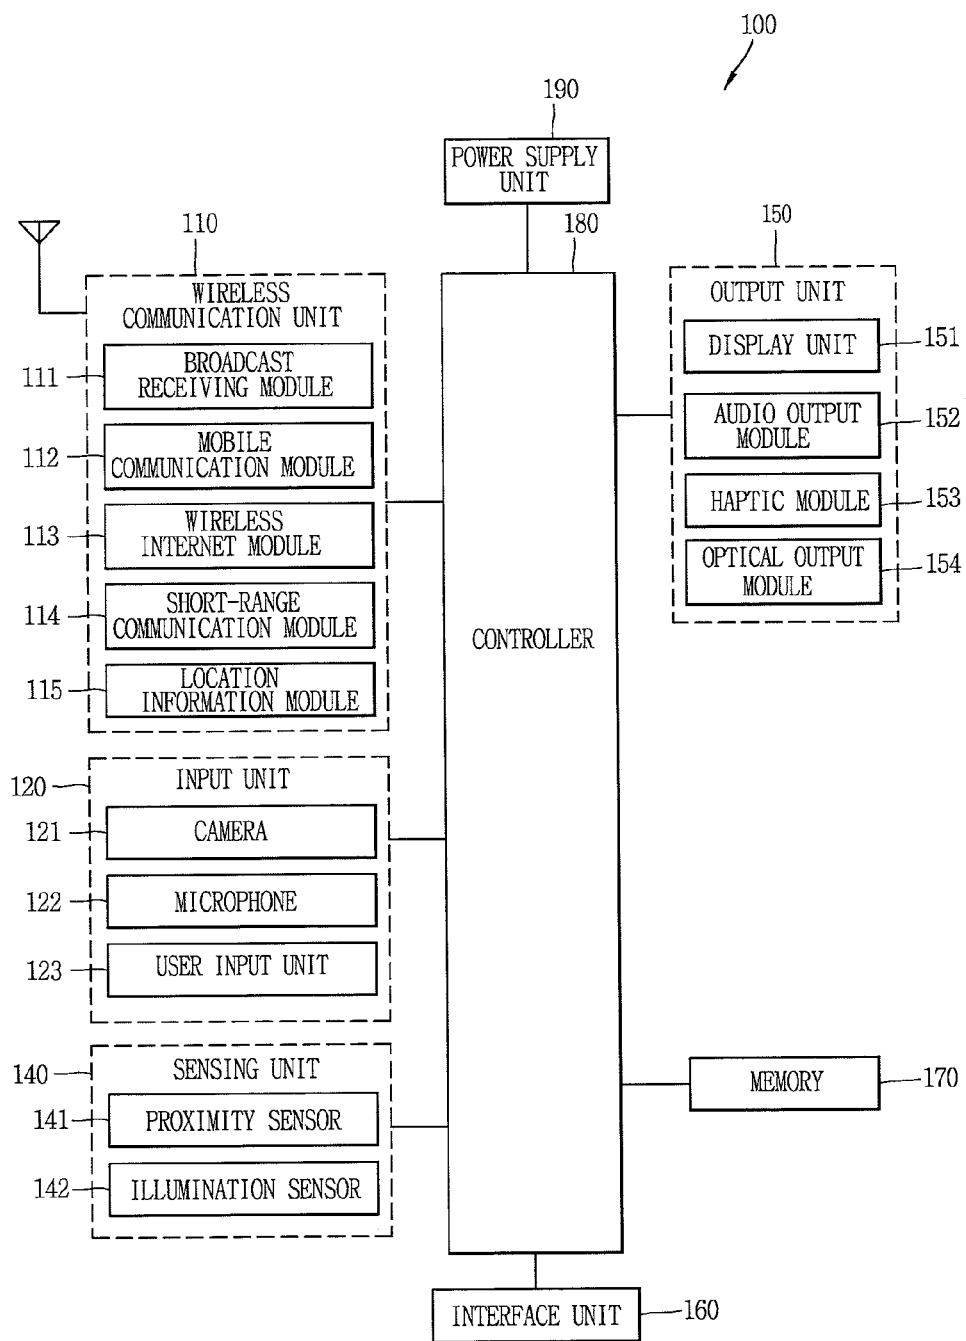 100
190
POWER SUPPLY
UNIT
110
180
150
WIRELESS
COMMUNICATION UNIT
111
BROADCAST
RECEIVING MODULE
112
MOBILE
COMMUNICATION MODULE
113
WIRELESS
INTERNET MODULE
114
SHORT-RANGE
COMMUNICATION MODULE
115
LOCATION
INFORMATION MODULE
120
INPUT UNIT
121
CAMERA
122
MICROPHONE
123
USER INPUT UNIT
140
SENSING UNIT
141
PROXIMITY SENSOR
142
ILLUMINATION SENSOR
CONTROLLER
OUTPUT UNIT
DISPLAY UNIT
151
AUDIO OUTPUT
MODULE
152
HAPTIC MODULE
153
OPTICAL OUTPUT
MODULE
154
MEMORY
170
INTERFACE UNIT
160